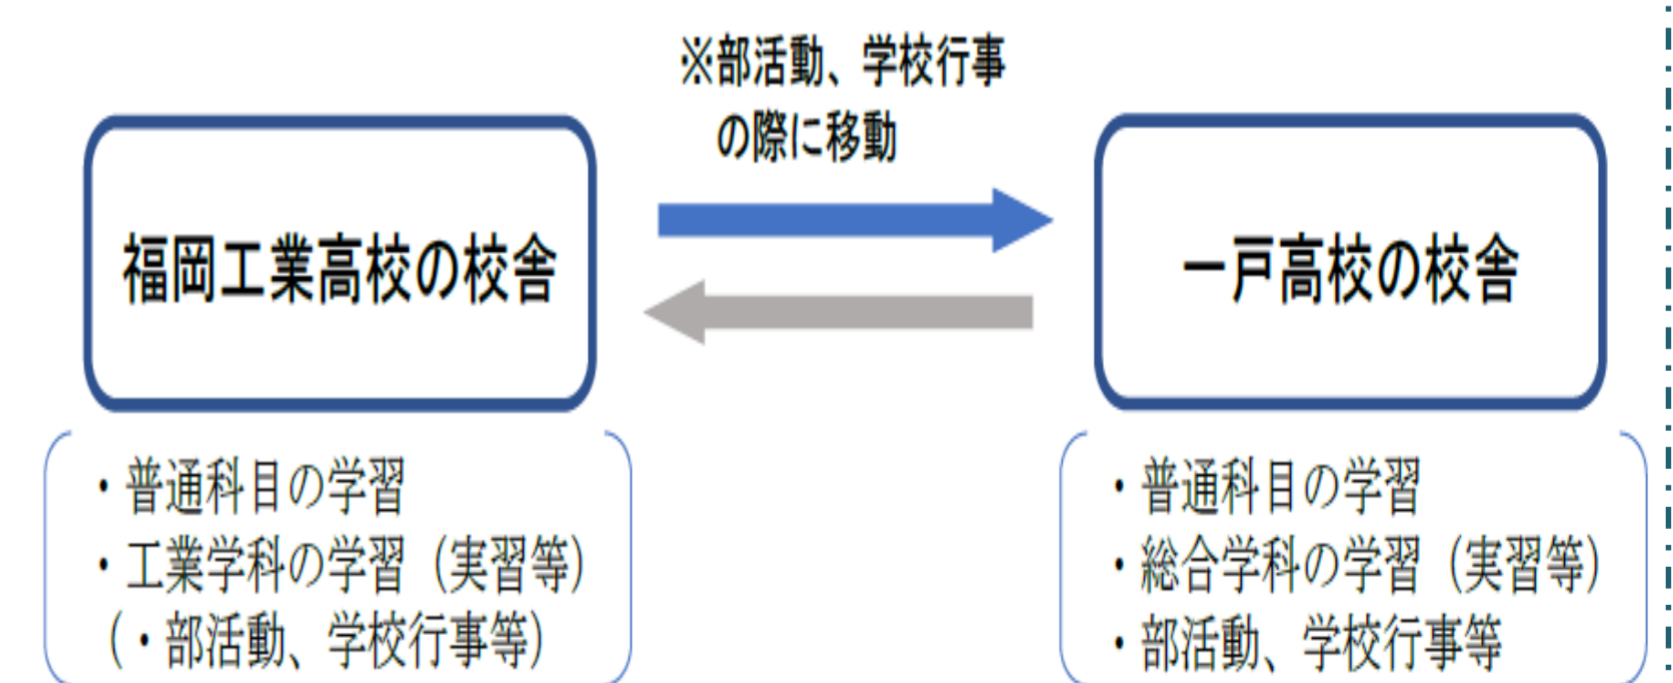 ※部活動、学校行事
の際に移動
福岡工業高校の校舎
一戸高校の校舎
・普通科目の学習
・工業学科の学習（実習等）
（・部活動、学校行事等）
・普通科目の学習
・総合学科の学習（実習等）
・部活動、学校行事等